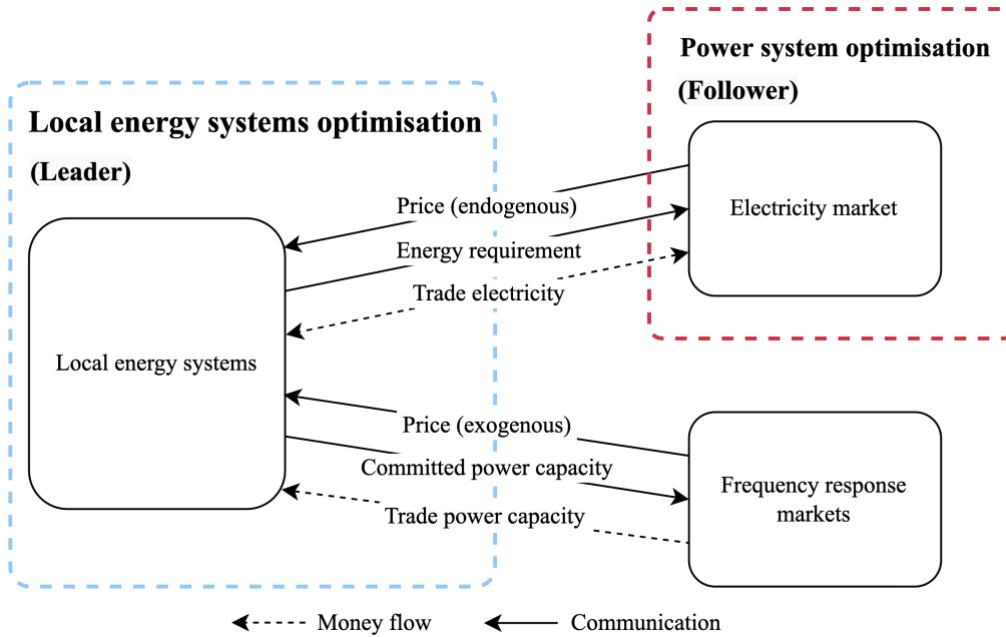 Power system optimisation
(Follower)
Local energy systems optimisation
(Leader)
Electricity market
Price (endogenous)
Energy requirement
Trade electricity
Local energy systems
Price (exogenous)
Committed power capacity
Trade power capacity
Frequency response
markets
Money flow
Communication